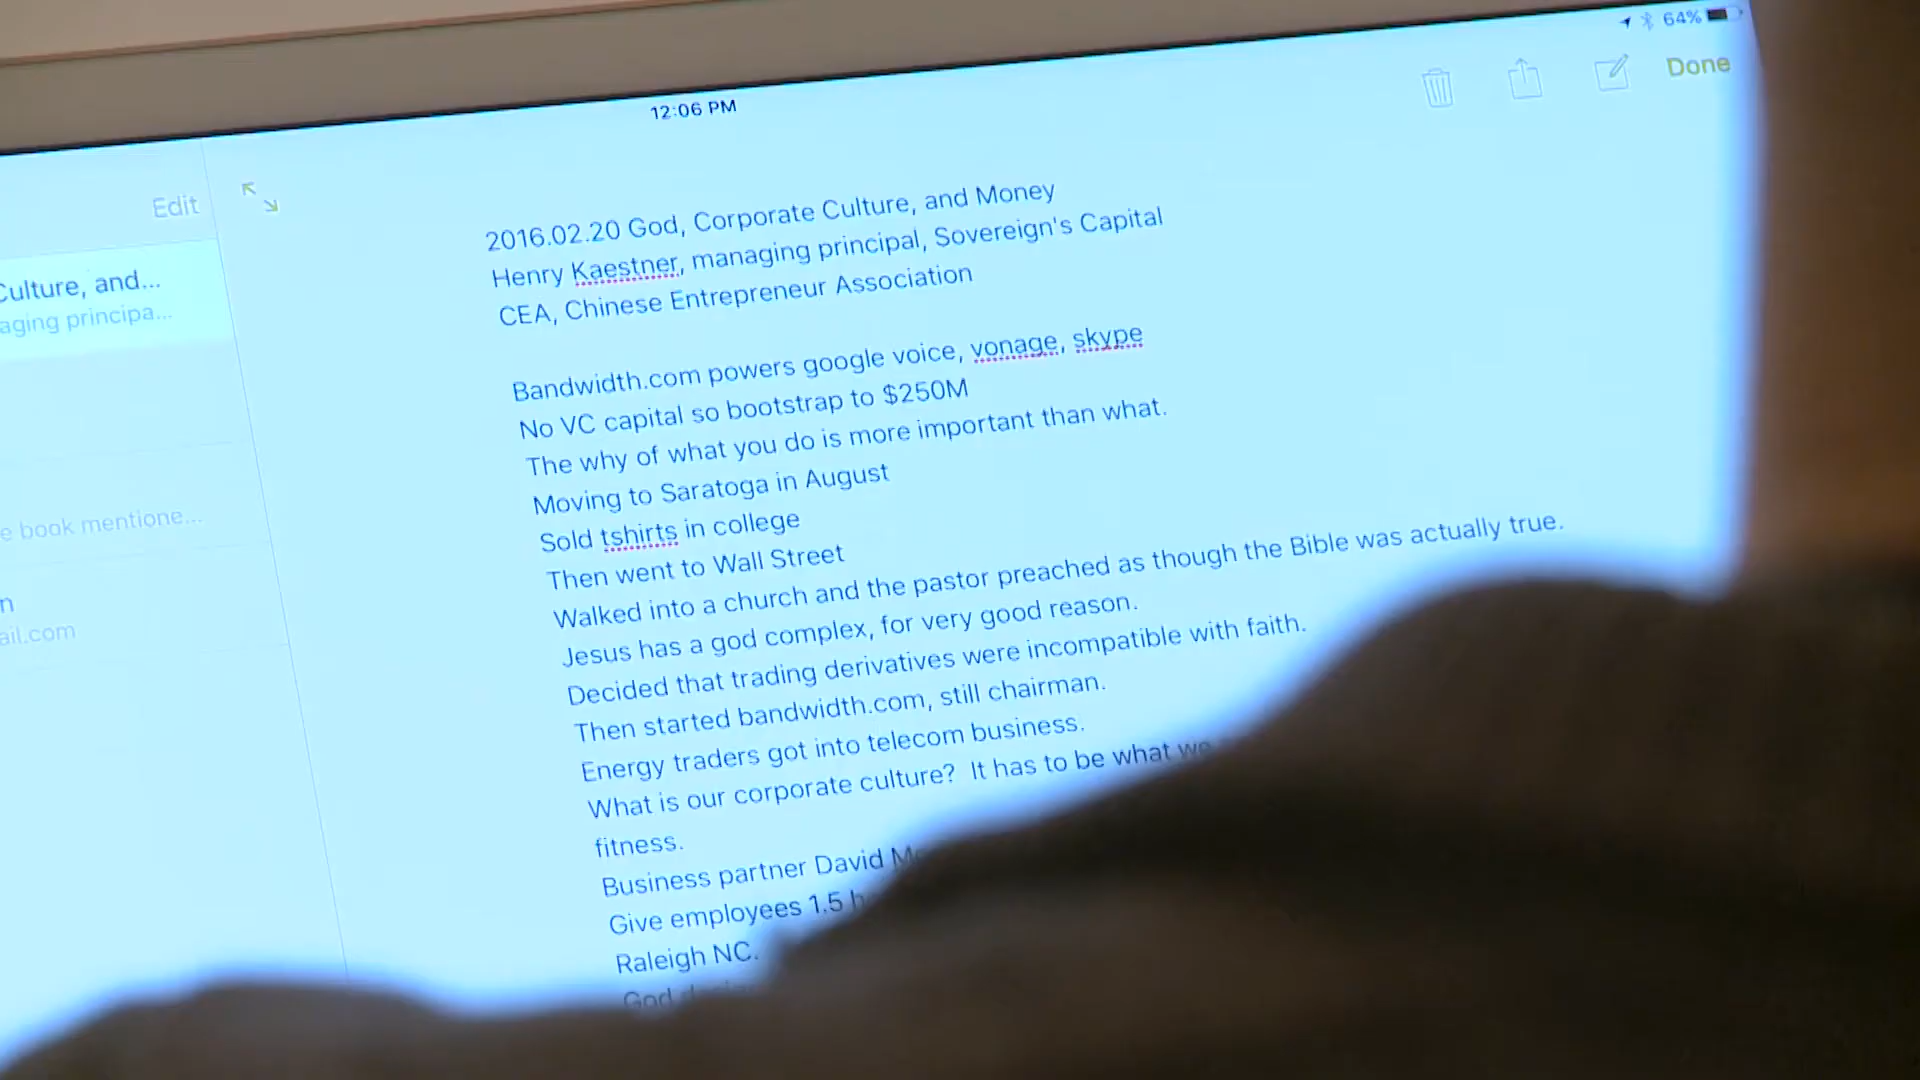 64%
12:06 PM
Done
Edit
Culture, and...
aging principa...
e book mentione...
n
ail.com
2016.02.20 God, Corporate Culture, and Money
Henry Kaestner, managing principal, Sovereign's Capital
CEA, Chinese Entrepreneur Association
Bandwidth.com powers google voice, vonage, skype
No VC capital so bootstrap to $250M
The why of what you do is more important than what.
Moving to Saratoga in August
Sold tshirts in college
Then went to Wall Street
Walked into a church and the pastor preached as though the Bible was actually true.
Jesus has a god complex, for very good reason.
Decided that trading derivatives were incompatible with faith.
Then started bandwidth.com, still chairman.
Energy traders got into telecom business.
What is our corporate culture?  It has to be what we
fitness.
Business partner David
Give employees 1.5
Raleigh NC.
God